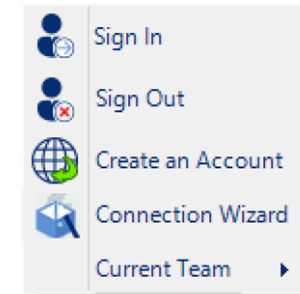 Sign In
Sign Out
Create an Account
Connection Wizard
Current Team